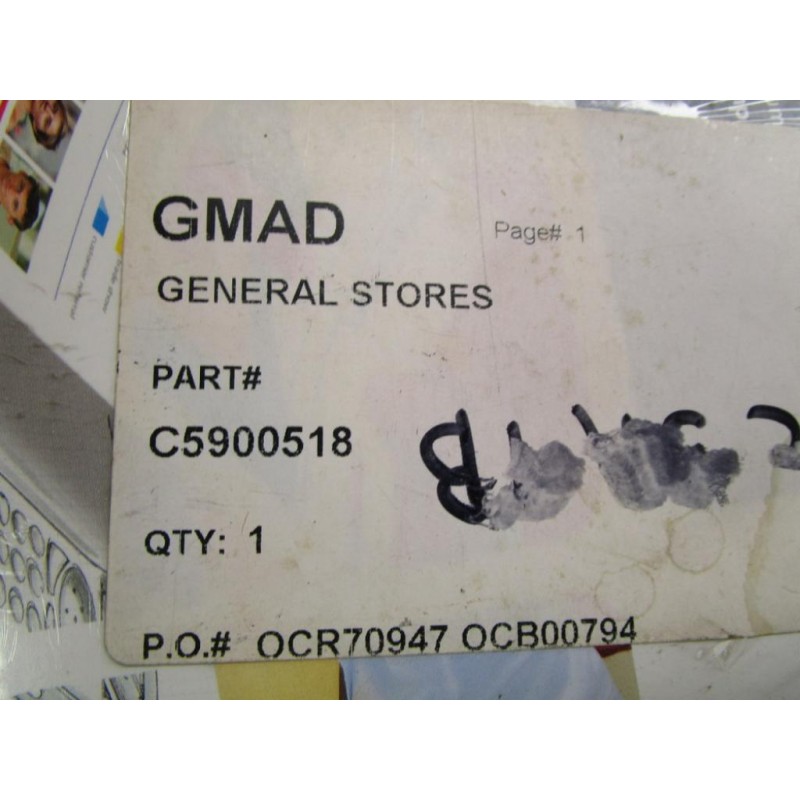 GMAD
Page# 1
GENERAL STORES
PART#
C5900518
QTY: 1
P.O.# OCR70947 OCB00794